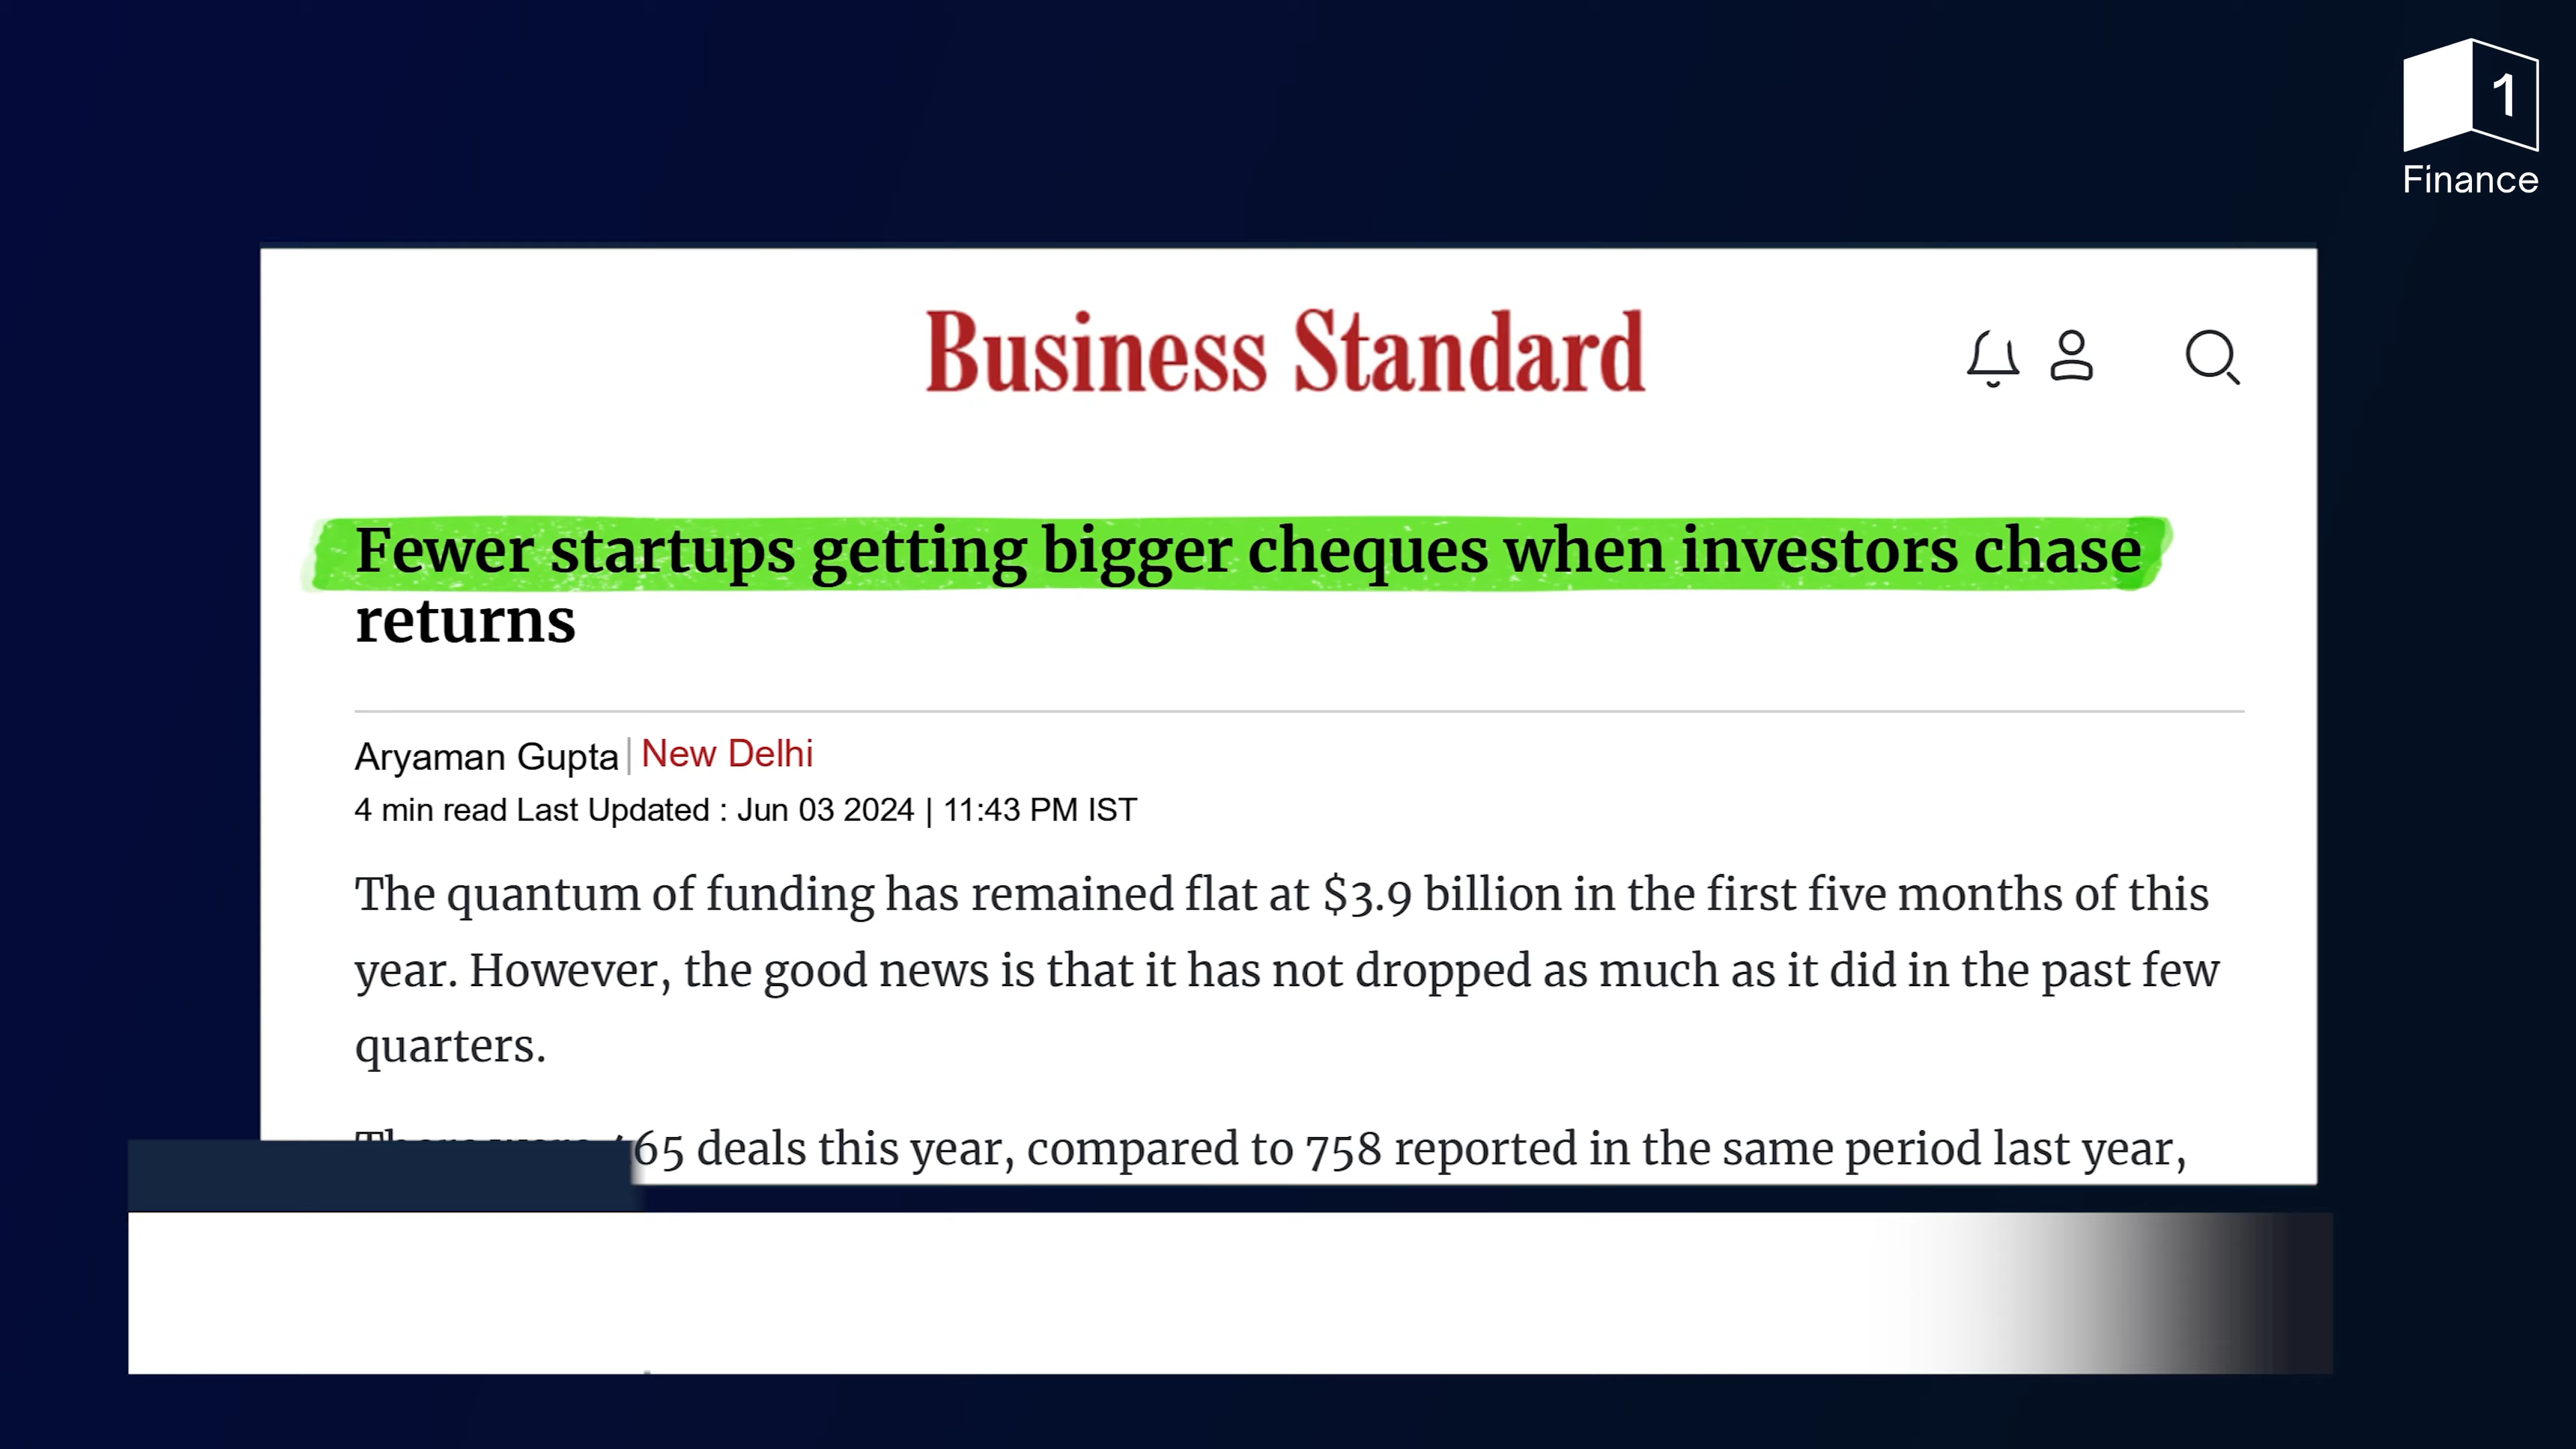 1
Finance
Business Standard
Fewer startups getting bigger cheques when investors chase
returns
Aryaman Gupta | New Delhi
4 min read Last Updated : Jun 03 2024 | 11:43 PM IST
The quantum of funding has remained flat at $3.9 billion in the first five months of this
year. However, the good news is that it has not dropped as much as it did in the past few
quarters.
deals this year, compared to 758 reported in the same period last year,